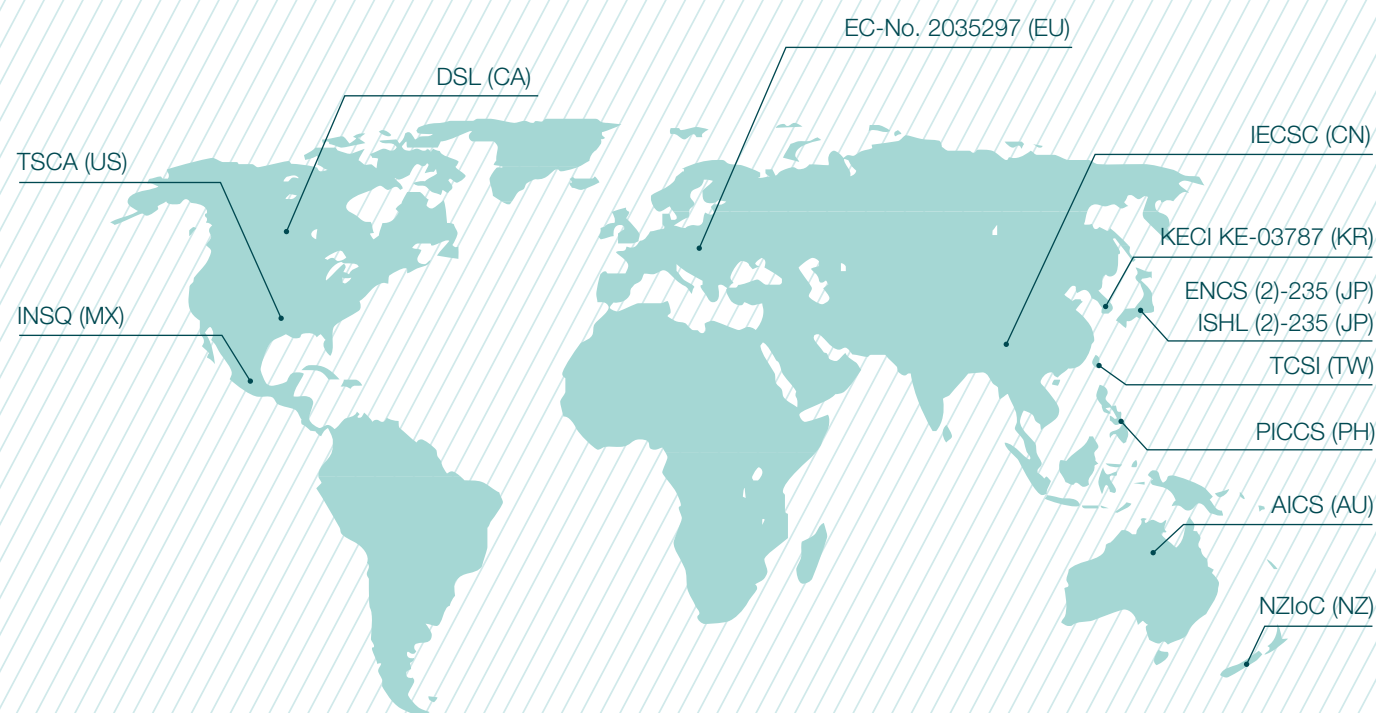 EC-No. 2035297 (EU)
DSL (CA)
IECSC (CN)
TSCA (US)
KECI KE-03787 (KR)
ENCS (2)-235 (JP)
INSQ (MX)
ISHL (2)-235 (JP)
TCSI (TW)
PICCS (PH)
AICS (AU)
NZIoC (NZ)